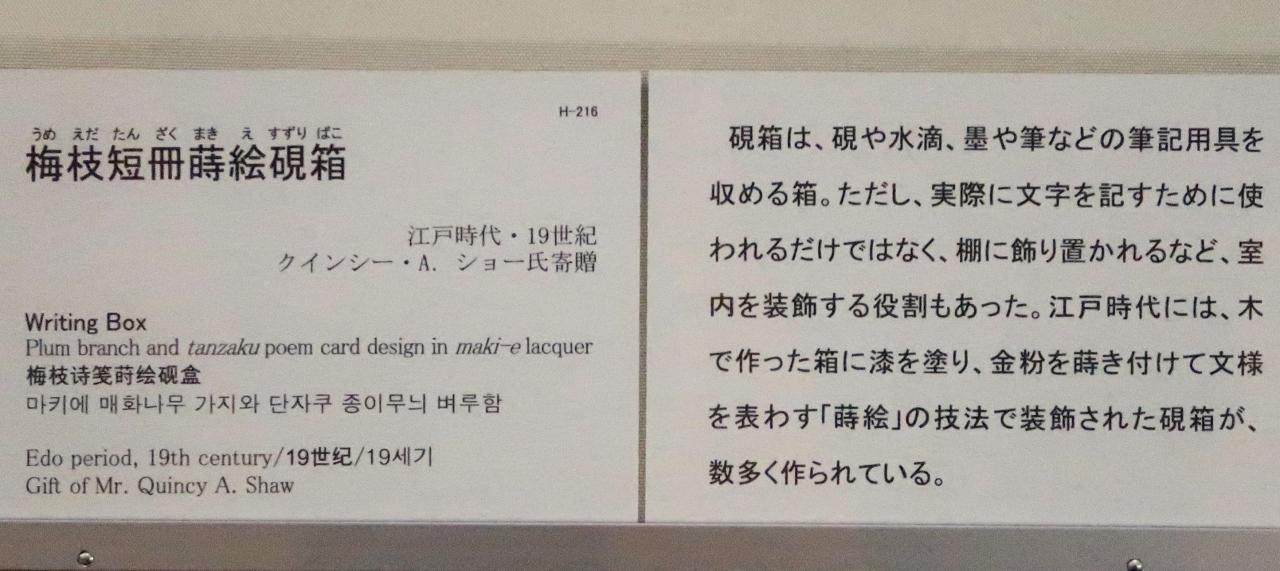 H-216
うめ えだ たん ざく まき え すずり ばこ
梅枝短冊蒔絵硯箱
江戸時代・19世紀
クインシー・A. ショー氏寄贈
Writing Box
Plum branch and tanzaku poem card design in maki-e lacquer
梅枝诗笺莳绘砚盒
마키에 매화나무 가지와 단자쿠 종이무늬 벼루함
Edo period, 19th century/19世纪/19세기
Gift of Mr. Quincy A. Shaw
硯箱は、硯や水滴、墨や筆などの筆記用具を
収める箱。ただし、実際に文字を記すために使
われるだけではなく、棚に飾り置かれるなど、室
内を装飾する役割もあった。江戸時代には、木
で作った箱に漆を塗り、金粉を蒔き付けて文様
を表わす「蒔絵」の技法で装飾された硯箱が、
数多く作られている。